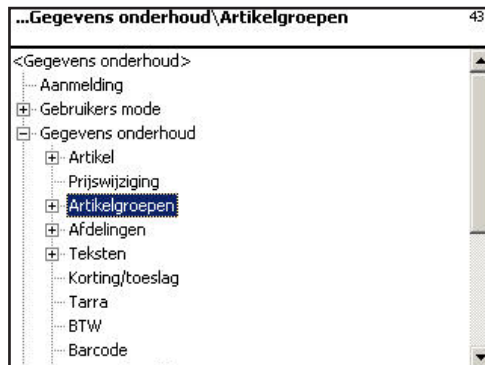 ...Gegevens onderhoud\Artikelgroepen 43
<Gegevens onderhoud>
Aanmelding
Gebruikers mode
Gegevens onderhoud
Artikel
Prijswijziging
Artikelgroepen
Afdelingen
Teksten
Korting/toeslag
Tarra
BTW
Barcode